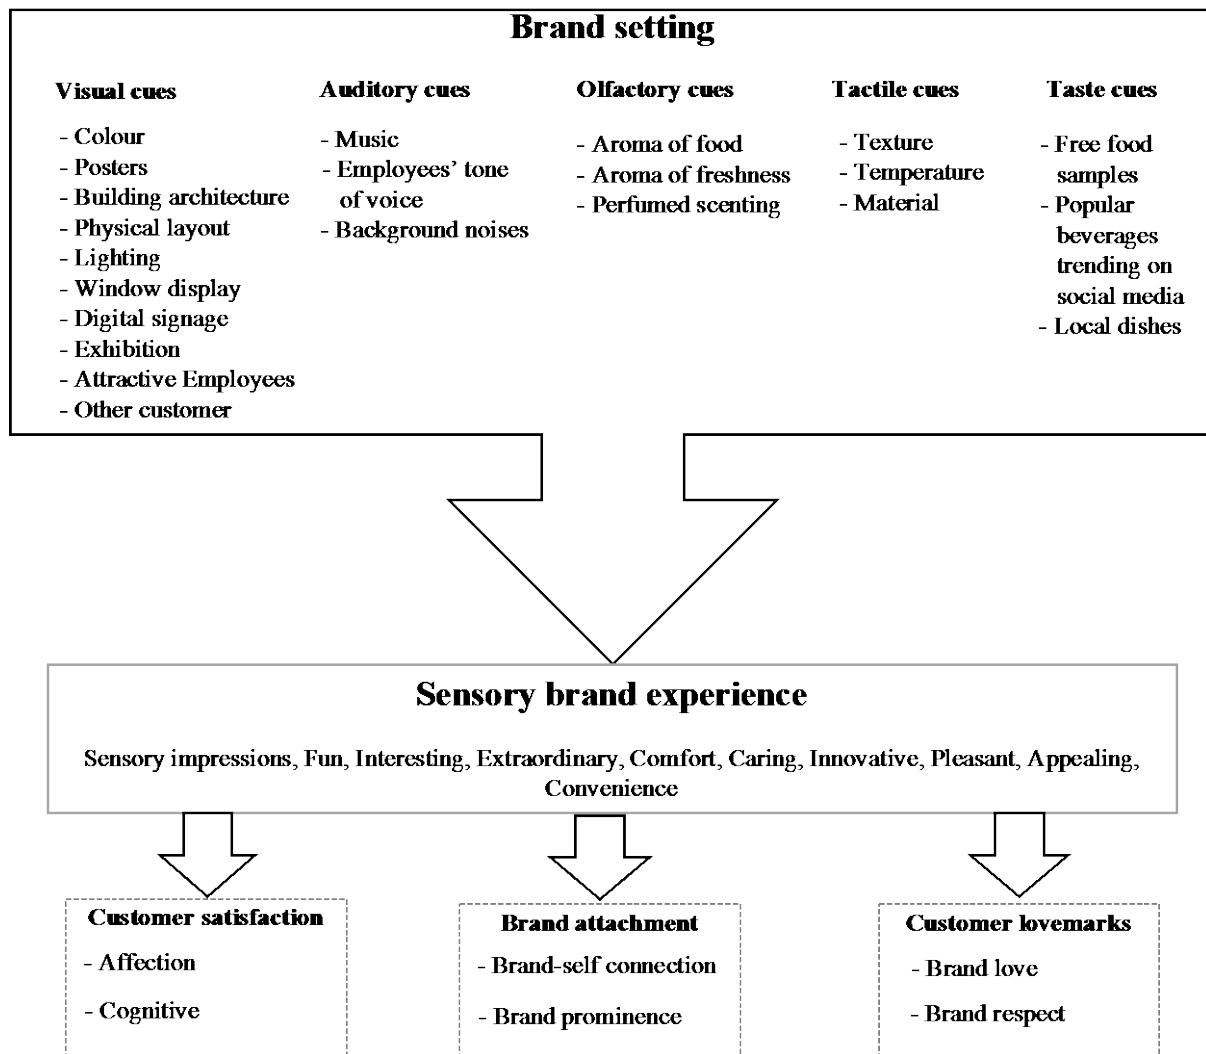 Brand setting
Visual cues
- Colour
- Posters
- Building architecture
- Physical layout
- Lighting
- Window display
- Digital signage
- Exhibition
- Attractive Employees
- Other customer
Auditory cues
- Music
- Employees' tone
of voice
- Background noises
Olfactory cues
- Aroma of food
- Aroma of freshness
- Perfumed scenting
Tactile cues
- Texture
- Temperature
- Material
Taste cues
- Free food
samples
- Popular
beverages
trending on
social media
- Local dishes
Sensory brand experience
Sensory impressions, Fun, Interesting, Extraordinary, Comfort, Caring, Innovative, Pleasant, Appealing,
Convenience
Customer satisfaction
- Affection
- Cognitive
Brand attachment
- Brand-self connection
- Brand prominence
Customer lovemarks
- Brand love
- Brand respect